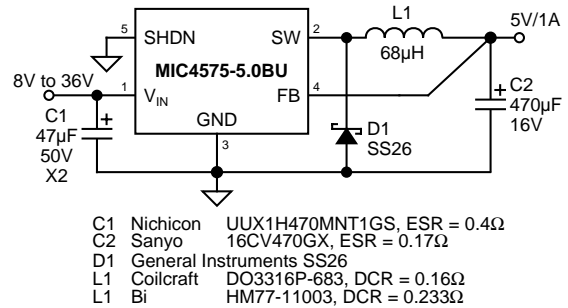 L1
5V/1A
5 SHDN SW 2
68µH
MIC4575-5.0BU
8V to 36V
1 VIN FB 4
+ C2
470µF
16V
C1 +
47µF
50V
X2
GND
3
D1
SS26
C1 Nichicon UUX1H470MNT1GS, ESR = 0.4Ω
C2 Sanyo 16CV470GX, ESR = 0.17Ω
D1 General Instruments SS26
L1 Coilcraft DO3316P-683, DCR = 0.16Ω
L1 Bi HM77-11003, DCR = 0.233Ω